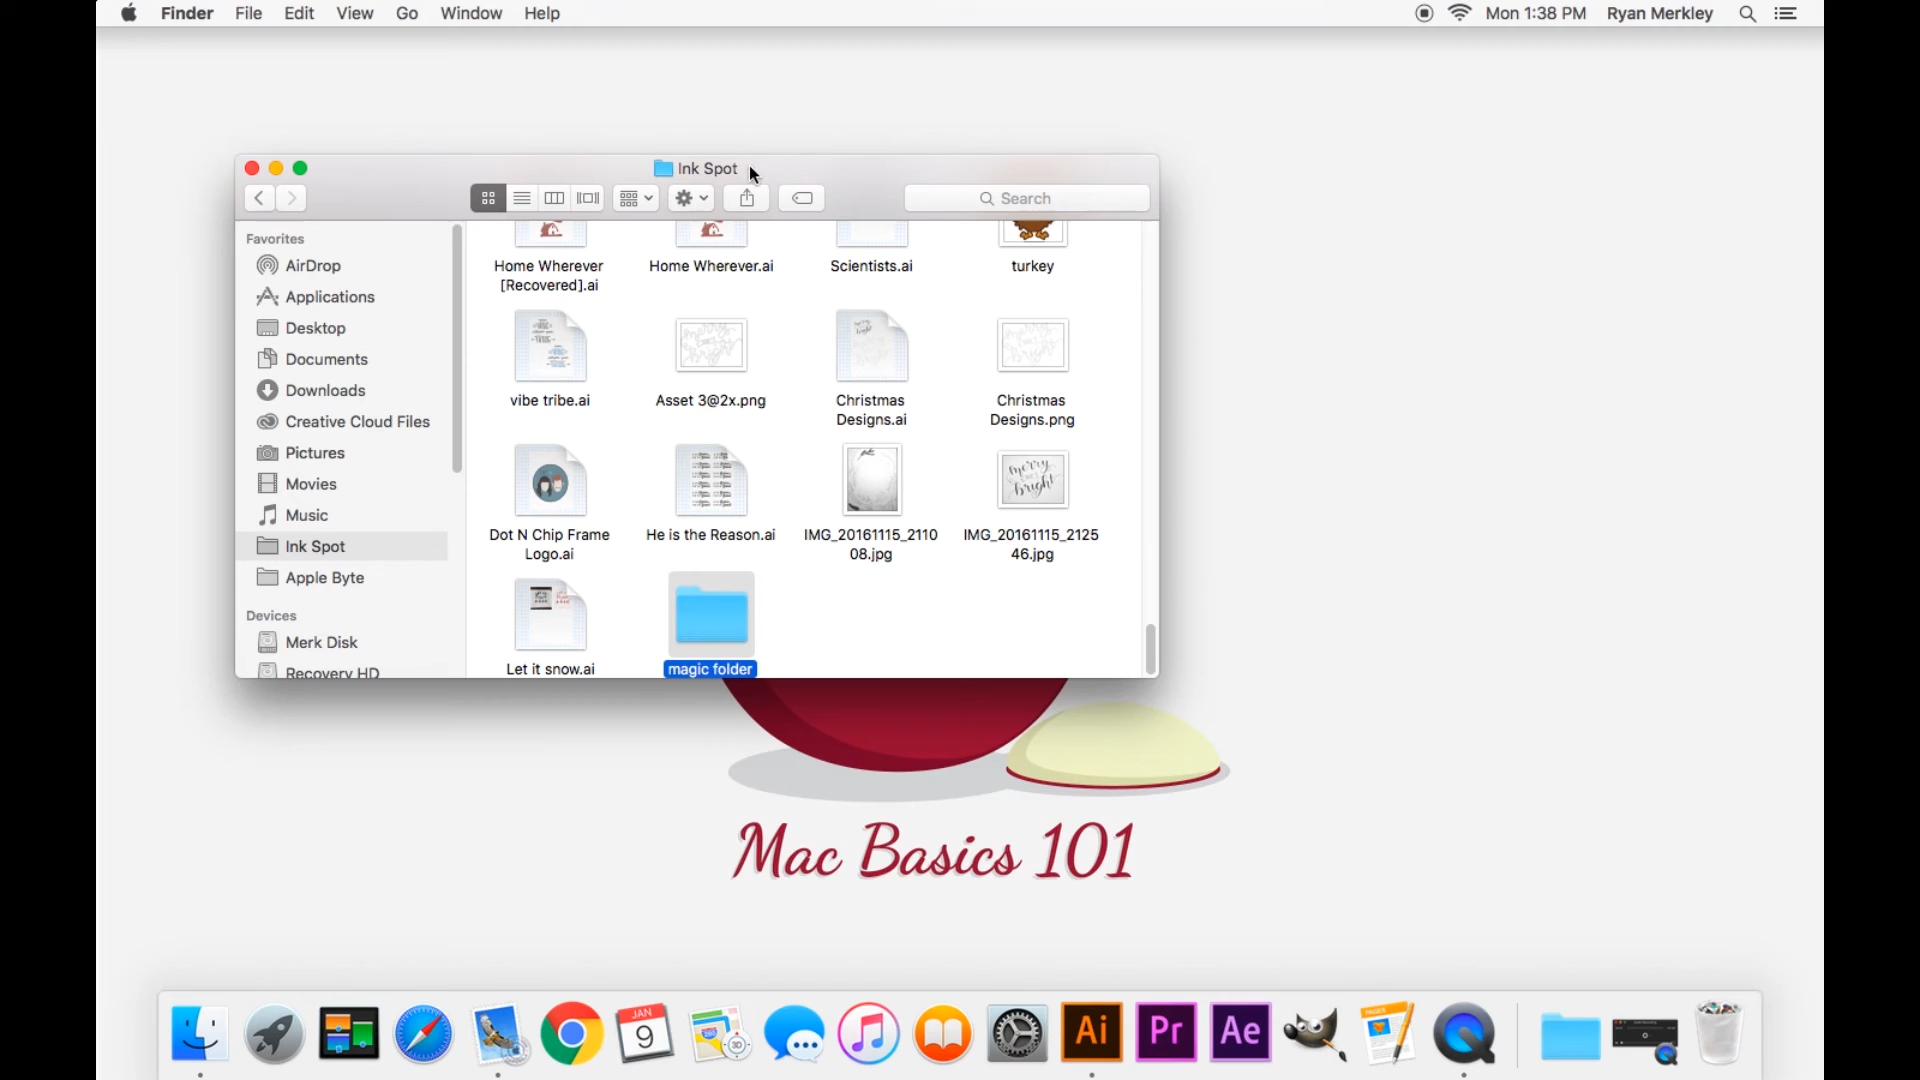 Finder File Edit View Go Window Help Mon 1:38 PM Ryan Merkley
Ink Spot
Search
Favorites
AirDrop
Applications
Desktop
Documents
Downloads
Creative Cloud Files
Pictures
Movies
Music
Ink Spot
Apple Byte
Devices
Merk Disk
Recovery HD
Home Wherever
[Recovered].ai
Home Wherever.ai
Scientists.ai
turkey
vibe tribe.ai
Asset 3@2x.png
Christmas
Designs.ai
Christmas
Designs.png
merry
bright
Dot N Chip Frame
Logo.ai
He is the Reason.ai
IMG_20161115_2110
08.jpg
IMG_20161115_2125
46.jpg
Let it snow.ai
magic folder
Mac Basics 101
JAN
9
3D
Ai
Pr
Ae
PAGES